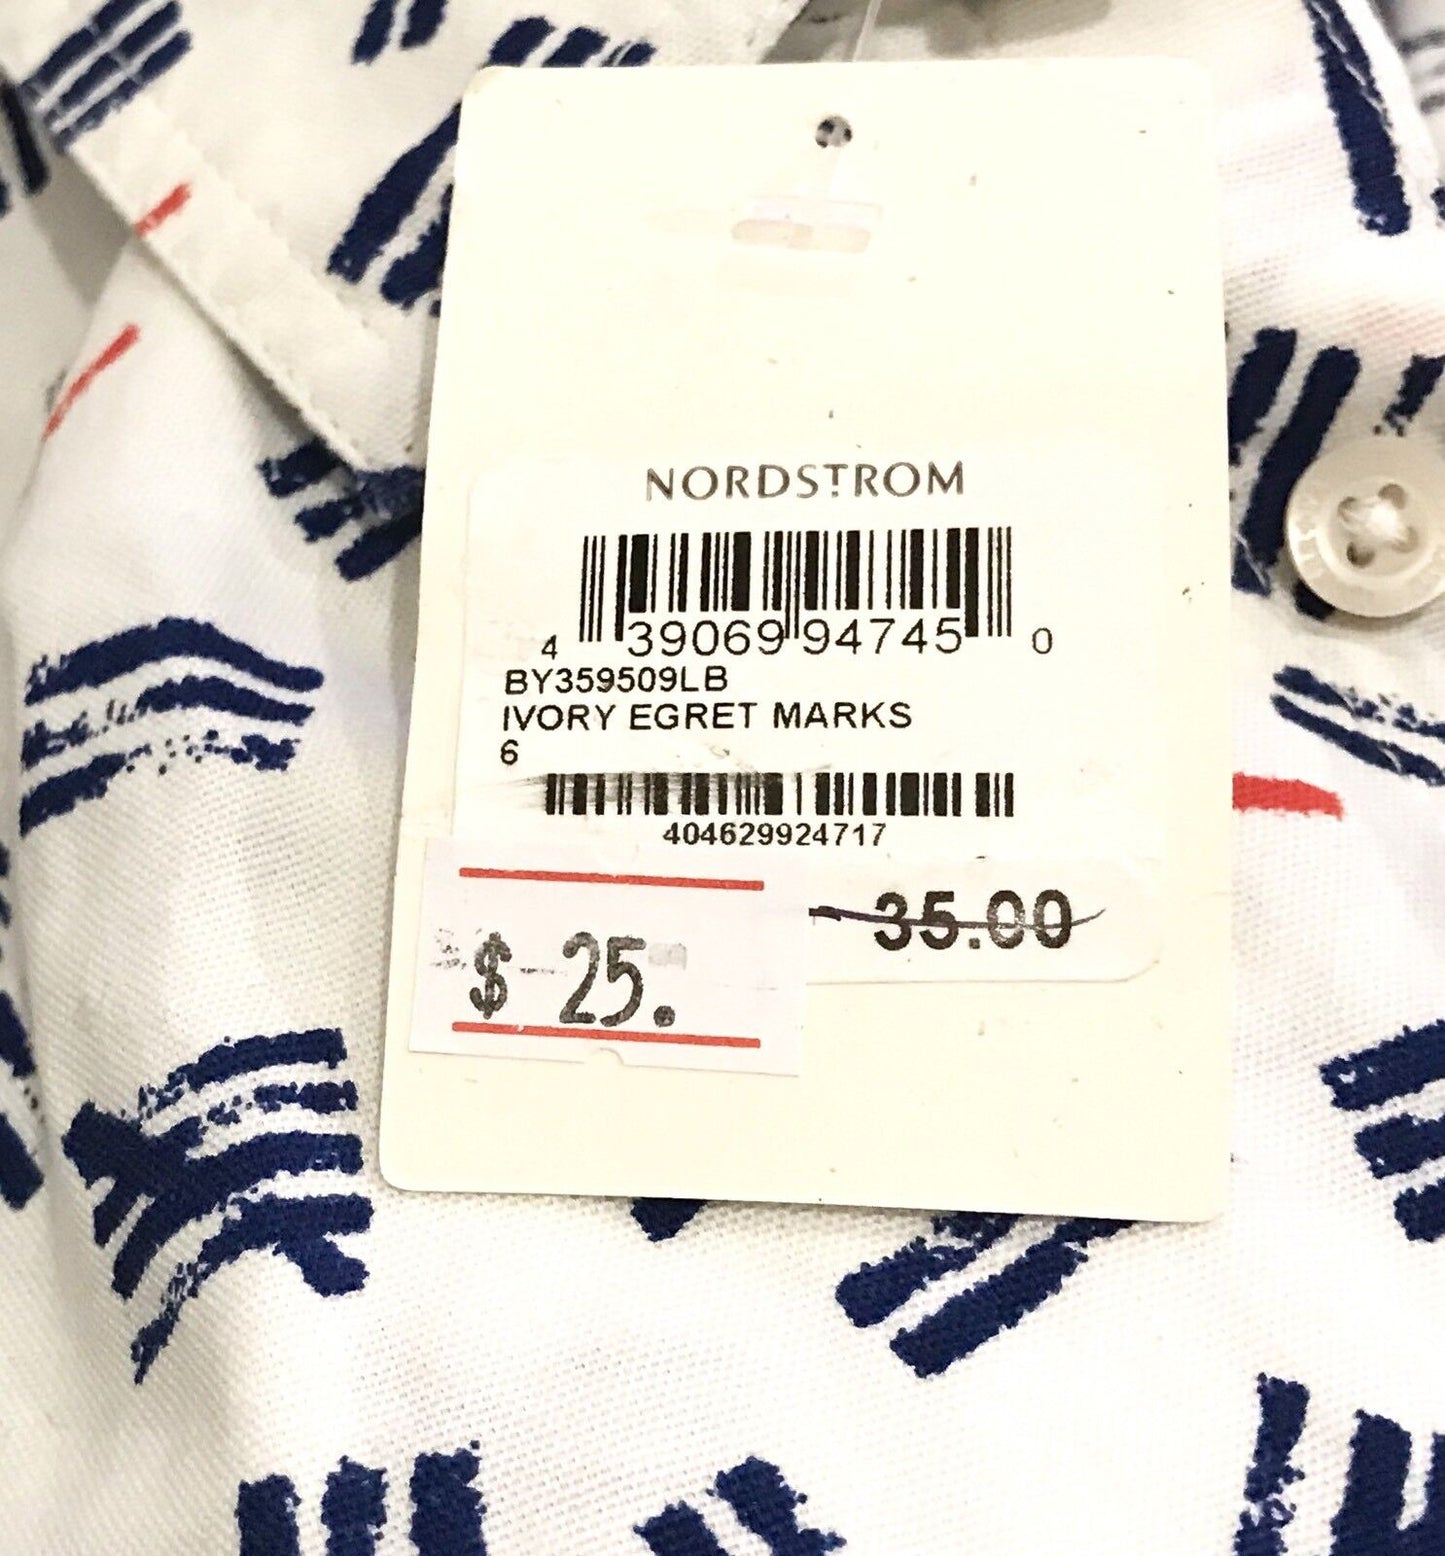 NORDSTROM
4 39069 94745 0
BY359509LB
IVORY EGRET MARKS
6
404629924717
35.00
$ 25.